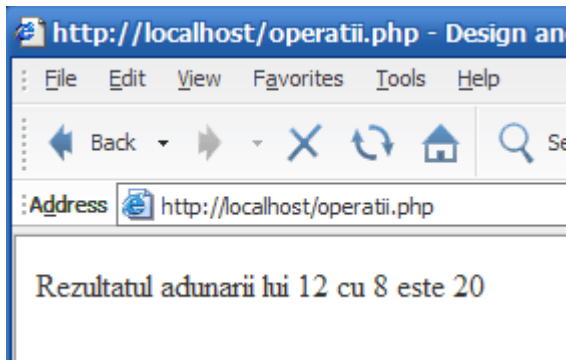 http://localhost/operatii.php - Design an
File Edit View Favorites Tools Help
Back
Address http://localhost/operatii.php
Rezultatul adunarii lui 12 cu 8 este 20